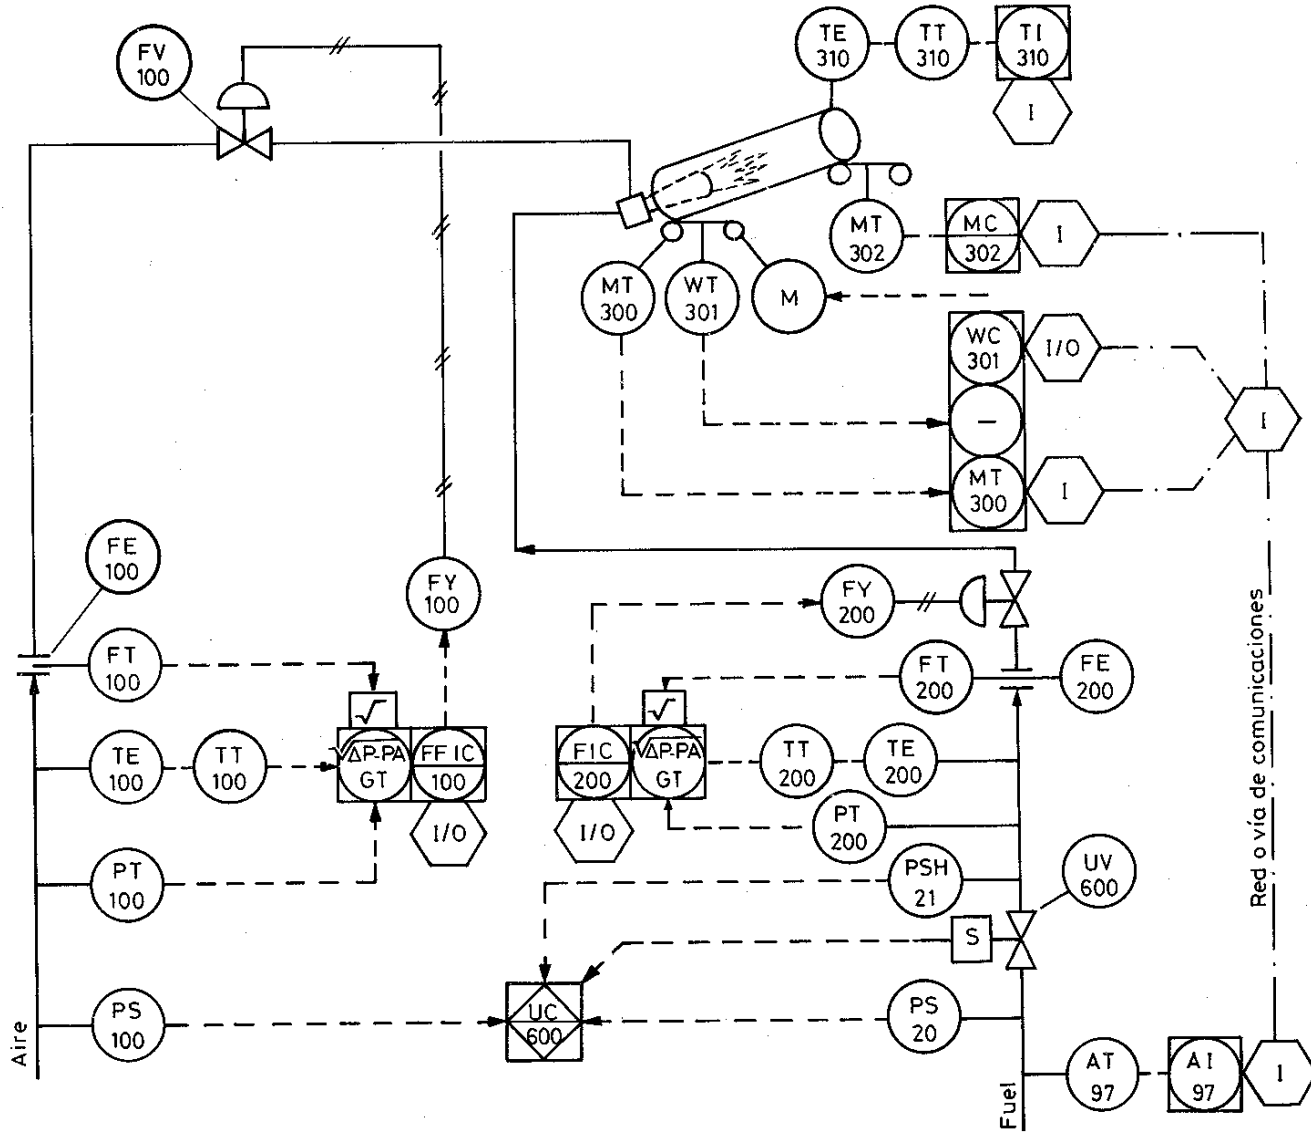 FV
100
TE
310
TT
310
TI
310
I
MT
302
MC
302
I
MT
300
WT
301
M
WC
301
I/O
I
—
MT
300
I
FE
100
FY
100
FY
200
FT
100
FT
200
FE
200
√
√
TE
100
TT
100
√ΔP-PA
GT
FFIC
100
FIC
200
√ΔP-PA
GT
TT
200
TE
200
I/O
I/O
PT
200
PT
100
PSH
21
UV
600
S
PS
100
UC
600
PS
20
AT
97
AI
97
I
Aire
Fuel
Red o vía de comunicaciones